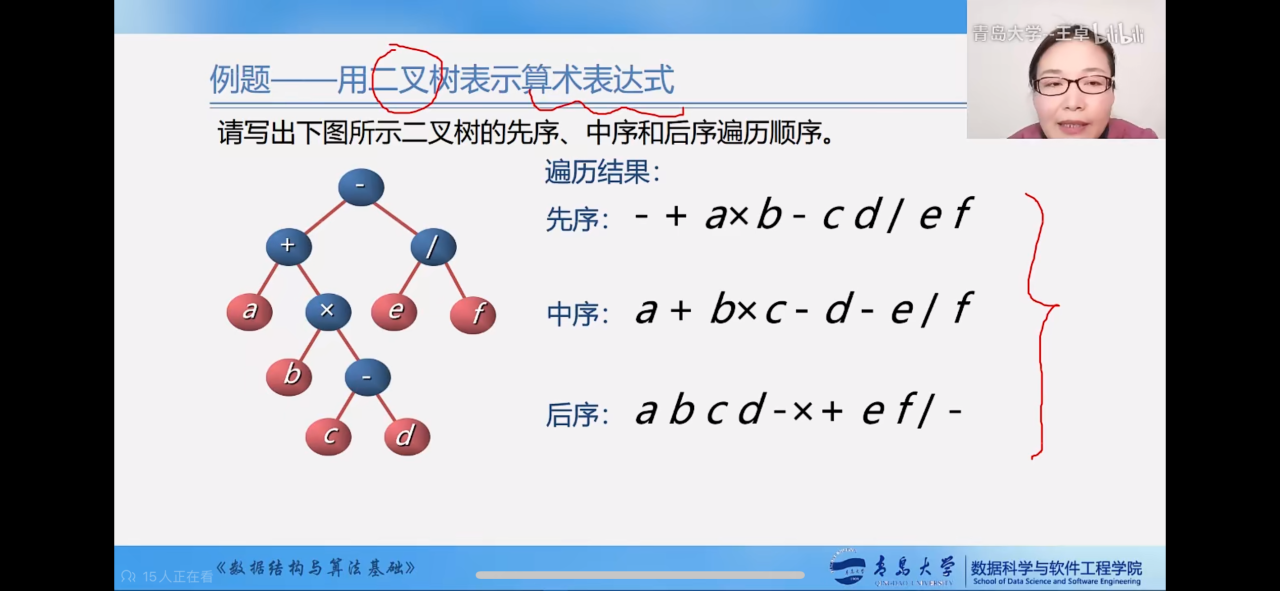 青岛大学-王卓 bilibili
例题——用二叉树表示算术表达式
请写出下图所示二叉树的先序、中序和后序遍历顺序。
-
+
/
a
×
e
f
b
-
c
d
遍历结果：
先序： - + a × b - c d / e f
中序： a + b × c - d - e / f
后序： a b c d - × + e f / -
15人正在看
《数据结构与算法基础》
青岛大学
QINGDAO UNIVERSITY
数据科学与软件工程学院
School of Data Science and Software Engineering